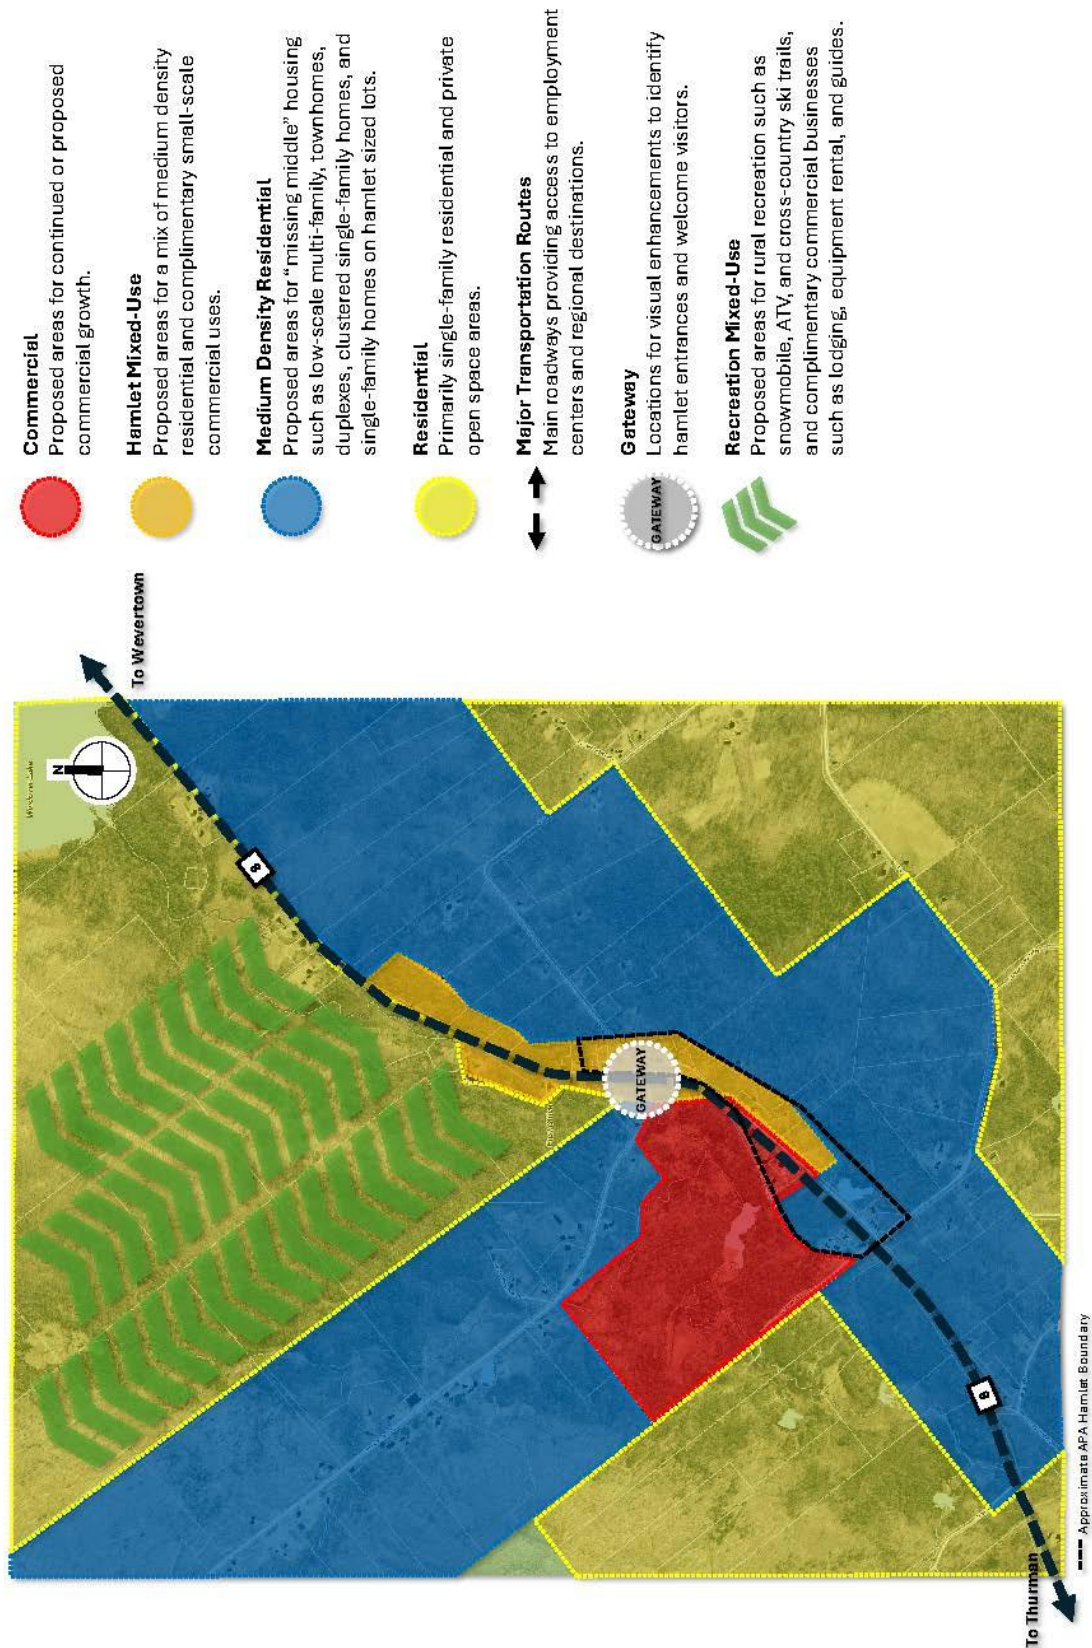 Commercial
Proposed areas for continued or proposed
commercial growth.
Hamlet Mixed-Use
Proposed areas for a mix of medium density
residential and complimentary small-scale
commercial uses.
Medium Density Residential
Proposed areas for “missing middle” housing
such as low-scale multi-family, townhomes,
duplexes, clustered single-family homes, and
single-family homes on hamlet sized lots.
Residential
Primarily single-family residential and private
open space areas.
Major Transportation Routes
Main roadways providing access to employment
centers and regional destinations.
GATEWAY
Gateway
Locations for visual enhancements to identify
hamlet entrances and welcome visitors.
Recreation Mixed-Use
Proposed areas for rural recreation such as
snowmobile, ATV, and cross-country ski trails,
and complimentary commercial businesses
such as lodging, equipment rental, and guides.
To Wevertown
N
8
GATEWAY
8
To Thurman
Approximate APA Hamlet Boundary